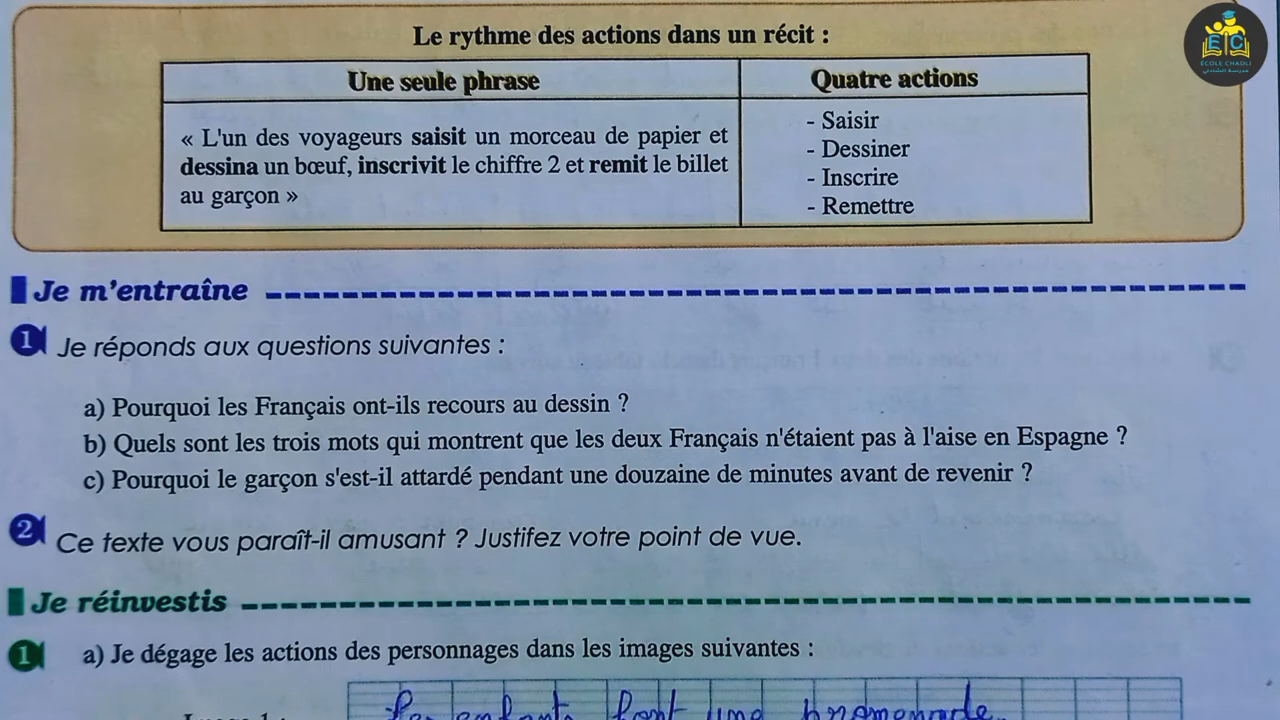 Le rythme des actions dans un récit :
Une seule phrase
Quatre actions
« L'un des voyageurs saisit un morceau de papier et
dessina un bœuf, inscrivit le chiffre 2 et remit le billet
au garçon »
- Saisir
- Dessiner
- Inscrire
- Remettre
EC
ECOLE CHADLI
مدرسة الشاذلي
Je m'entraîne
1 Je réponds aux questions suivantes :
a) Pourquoi les Français ont-ils recours au dessin ?
b) Quels sont les trois mots qui montrent que les deux Français n'étaient pas à l'aise en Espagne ?
c) Pourquoi le garçon s'est-il attardé pendant une douzaine de minutes avant de revenir ?
2 Ce texte vous paraît-il amusant ? Justifez votre point de vue.
Je réinvestis
1 a) Je dégage les actions des personnages dans les images suivantes :
enfants font une promenade.